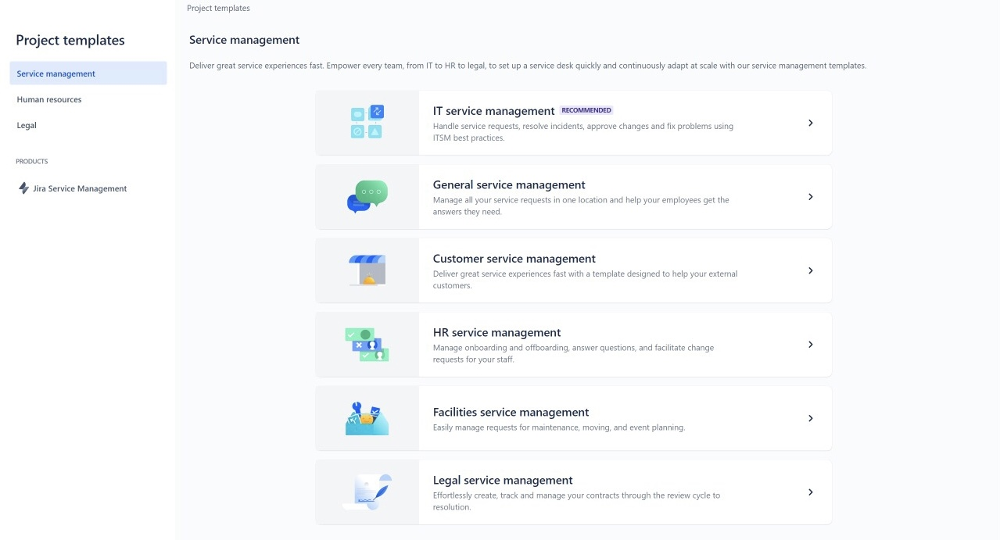 Project templates
Project templates
Service management
Human resources
Legal
PRODUCTS
Jira Service Management
Service management
Deliver great service experiences fast. Empower every team, from IT to HR to legal, to set up a service desk quickly and continuously adapt at scale with our service management templates.
IT service management RECOMMENDED
Handle service requests, resolve incidents, approve changes and fix problems using
ITSM best practices.
General service management
Manage all your service requests in one location and help your employees get the
answers they need.
Customer service management
Deliver great service experiences fast with a template designed to help your external
customers.
HR service management
Manage onboarding and offboarding, answer questions, and facilitate change
requests for your staff.
Facilities service management
Easily manage requests for maintenance, moving, and event planning.
Legal service management
Effortlessly create, track and manage your contracts through the review cycle to
resolution.